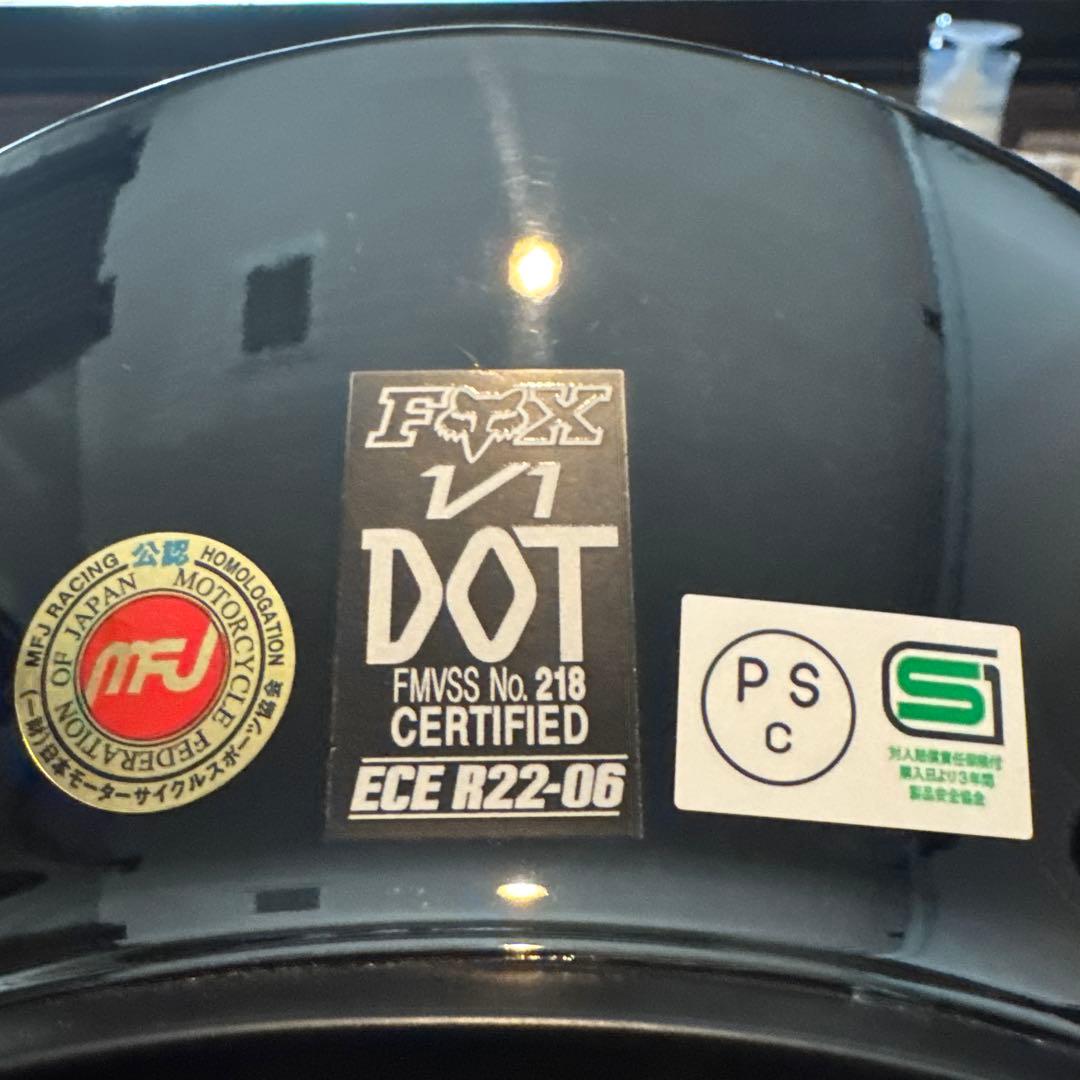 MFJ RACING 公認 HOMOLOGATION
(一財)日本モーターサイクルスポーツ協会
MOTORCYCLE FEDERATION OF JAPAN
MFJ
FOX
V1
DOT
FMVSS No. 218
CERTIFIED
ECE R22-06
PS
C
SG
対人賠償責任保険付
購入日より3年間
製品安全協会